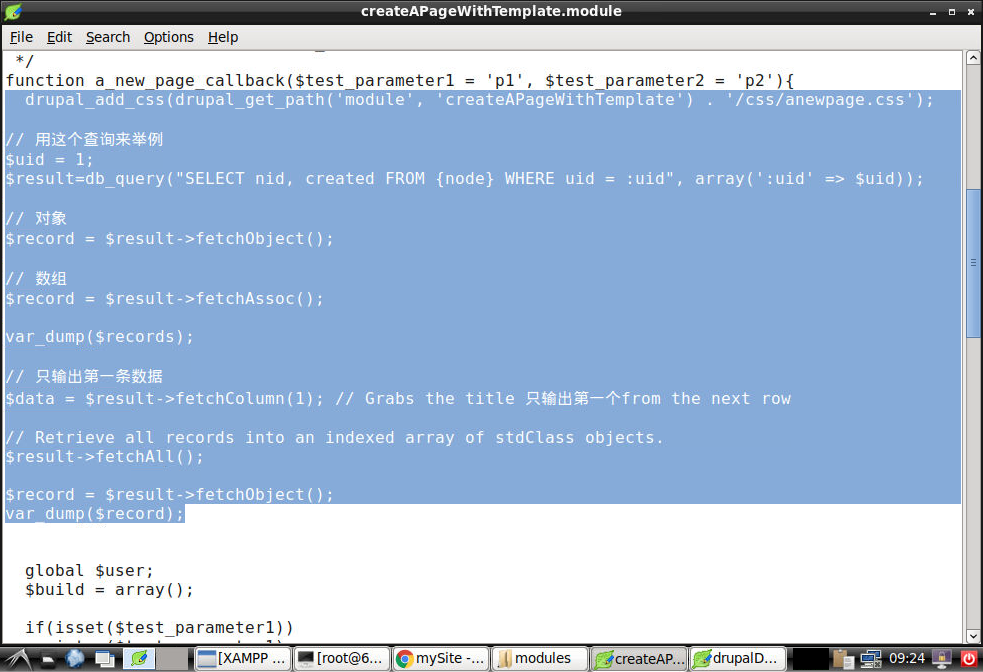 createAPageWithTemplate.module
File Edit Search Options Help
*/
function a_new_page_callback($test_parameter1 = 'p1', $test_parameter2 = 'p2'){
drupal_add_css(drupal_get_path('module', 'createAPageWithTemplate') . '/css/anewpage.css');
// 用这个查询来举例
$uid = 1;
$result=db_query("SELECT nid, created FROM {node} WHERE uid = :uid", array(':uid' => $uid));
// 对象
$record = $result->fetchObject();
// 数组
$record = $result->fetchAssoc();
var_dump($records);
// 只输出第一条数据
$data = $result->fetchColumn(1); // Grabs the title 只输出第一个from the next row
// Retrieve all records into an indexed array of stdClass objects.
$result->fetchAll();
$record = $result->fetchObject();
var_dump($record);
global $user;
$build = array();
if(isset($test_parameter1))
[XAMPP ... [root@6... mySite -... modules createAP... drupalD... 09:24